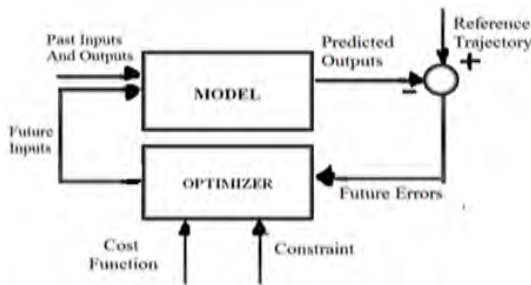 Past Inputs
And Outputs
Predicted
Outputs
Reference
Trajectory
+
-
MODEL
Future
Inputs
OPTIMIZER
Future Errors
Cost
Function
Constraint